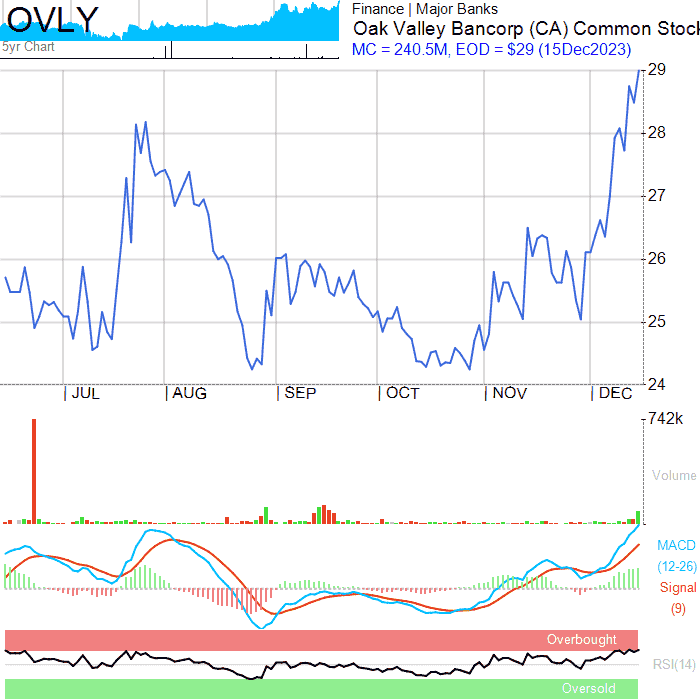 OVLY
5yr Chart
Finance | Major Banks
Oak Valley Bancorp (CA) Common Stock
MC = 240.5M, EOD = $29 (15Dec2023)
29
28
27
26
25
24
JUL AUG SEP OCT NOV DEC
742k
Volume
MACD
(12-26)
Signal
(9)
Overbought
RSI(14)
Oversold